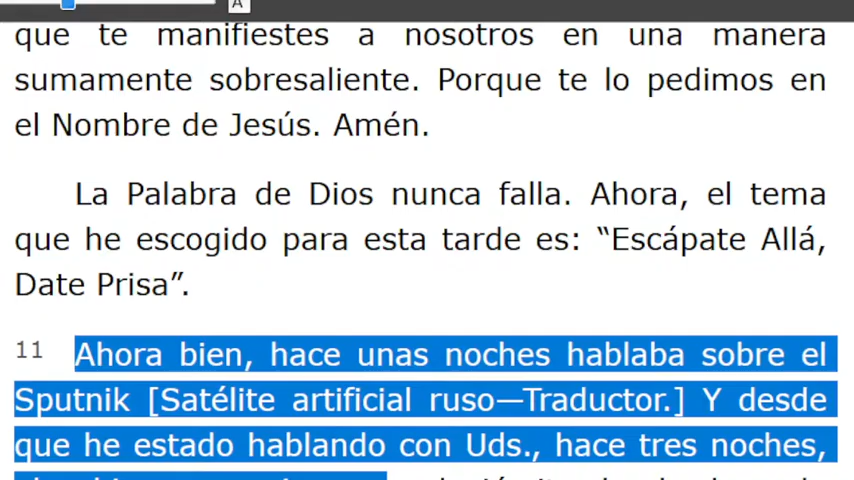 A
que te manifiestes a nosotros en una manera
sumamente sobresaliente. Porque te lo pedimos en
el Nombre de Jesús. Amén.
La Palabra de Dios nunca falla. Ahora, el tema
que he escogido para esta tarde es: “Escápate Allá,
Date Prisa”.
11 Ahora bien, hace unas noches hablaba sobre el
Sputnik [Satélite artificial ruso—Traductor.] Y desde
que he estado hablando con Uds., hace tres noches,